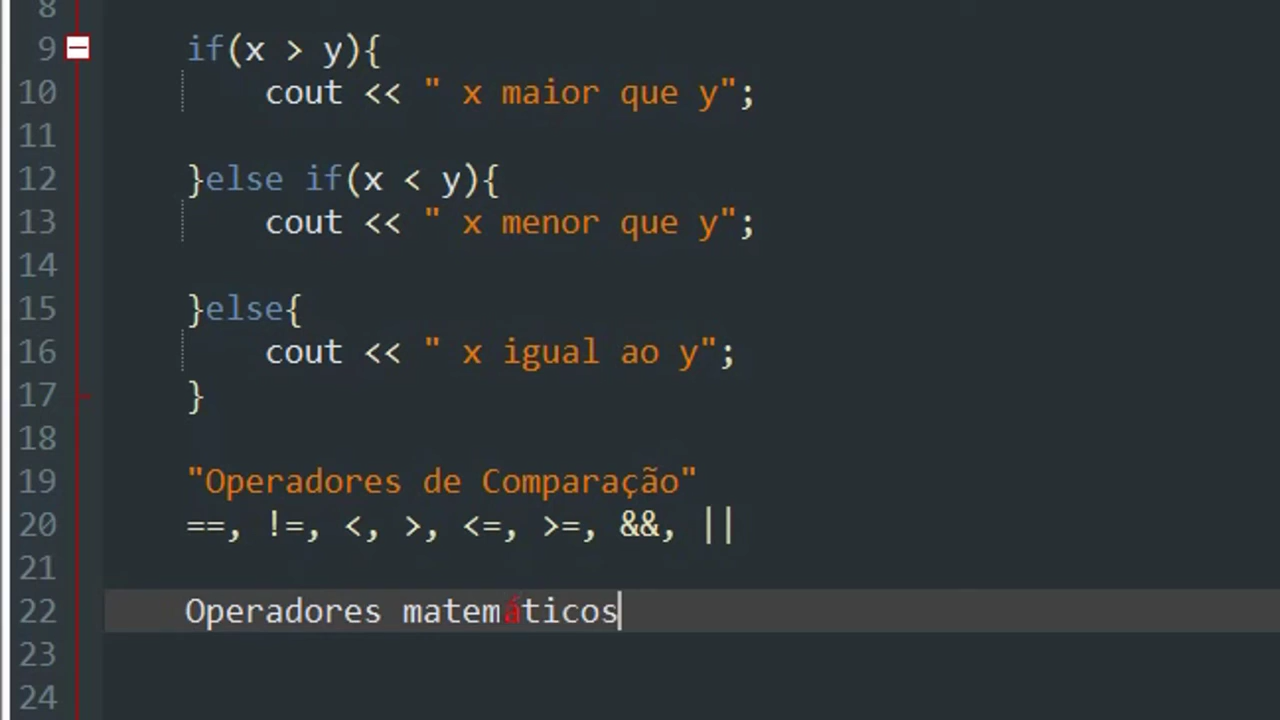 8
9 if(x > y){
10 cout << " x maior que y";
11
12 }else if(x < y){
13 cout << " x menor que y";
14
15 }else{
16 cout << " x igual ao y";
17 }
18
19 "Operadores de Comparação"
20 ==, !=, <, >, <=, >=, &&, ||
21
22 Operadores matemáticos
23
24